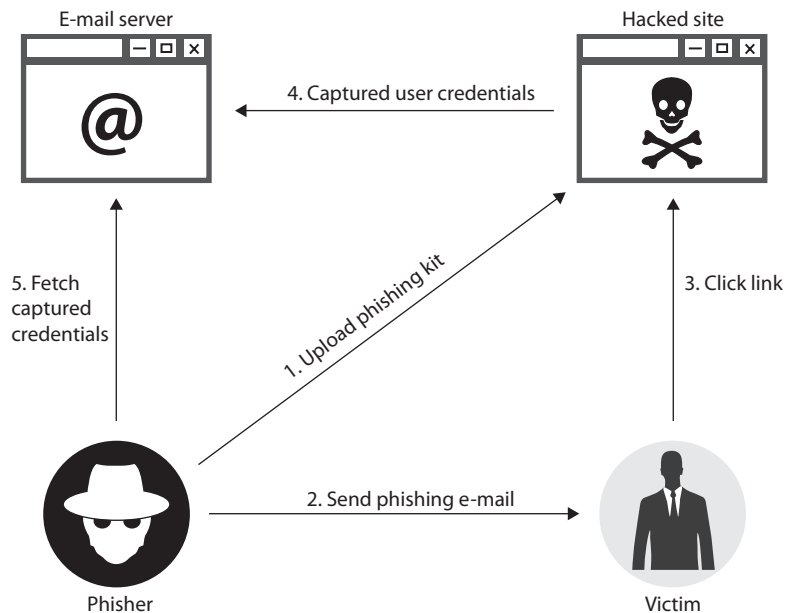 E-mail server
Hacked site
@
4. Captured user credentials
5. Fetch
captured
credentials
1. Upload phishing kit
3. Click link
2. Send phishing e-mail
Phisher
Victim